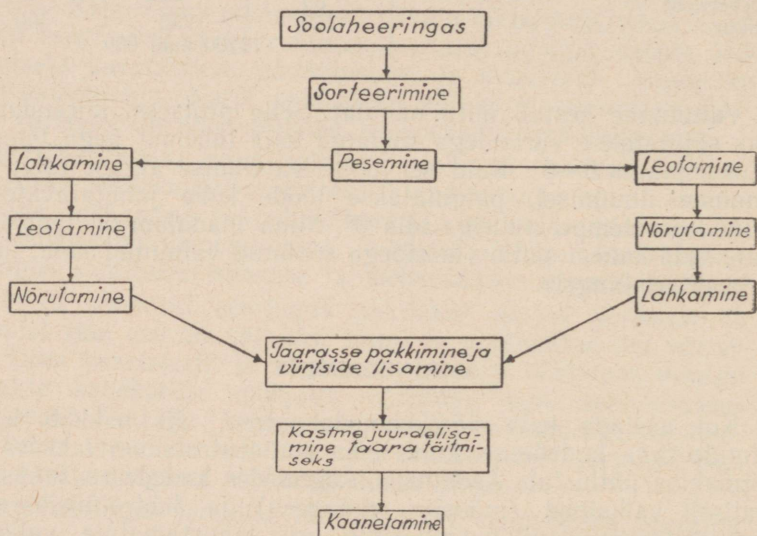 Soolaheeringas
Sorteerimine
Lahkamine
Pesemine
Leotamine
Leotamine
Nõrutamine
Nõrutamine
Lahkamine
Taarasse pakkimine ja
vürtside lisamine
Kastme juurdelisa-
mine taara täitmi-
seks
Kaanetamine